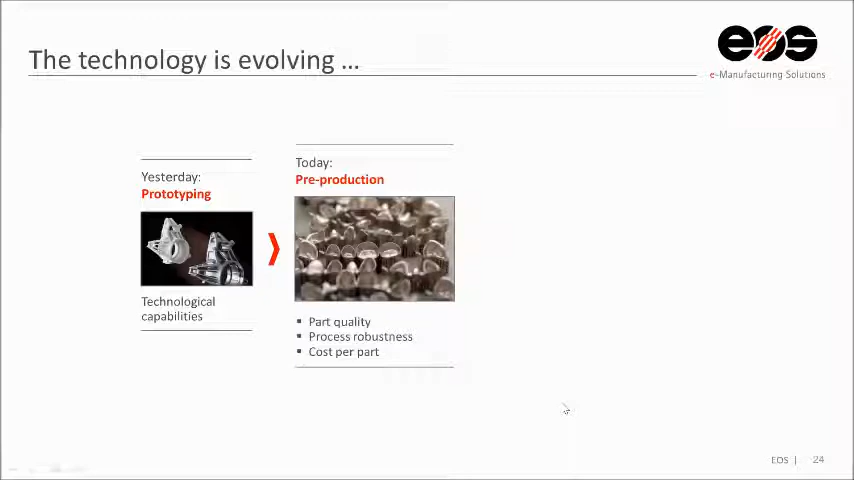 The technology is evolving ...
eos
e-Manufacturing Solutions
Yesterday:
Prototyping
Technological
capabilities
Today:
Pre-production
▪ Part quality
▪ Process robustness
▪ Cost per part
EOS | 24